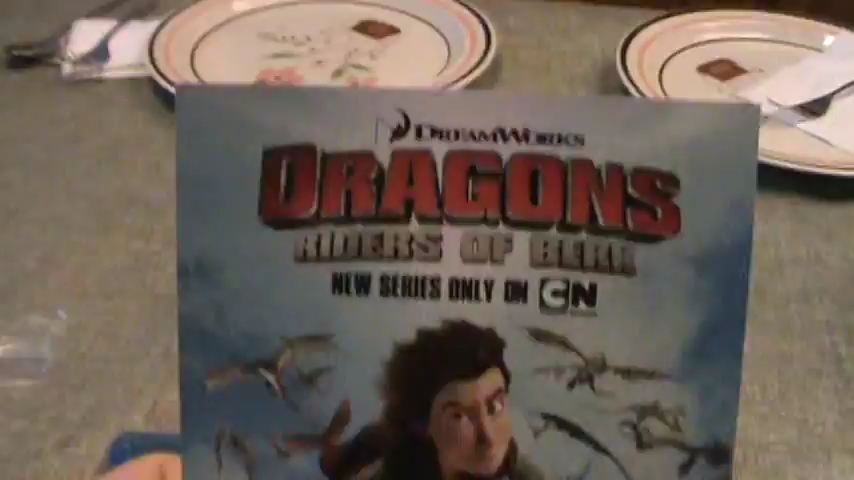 DREAMWORKS
DRAGONS
RIDERS OF BERK
NEW SERIES ONLY ON CN